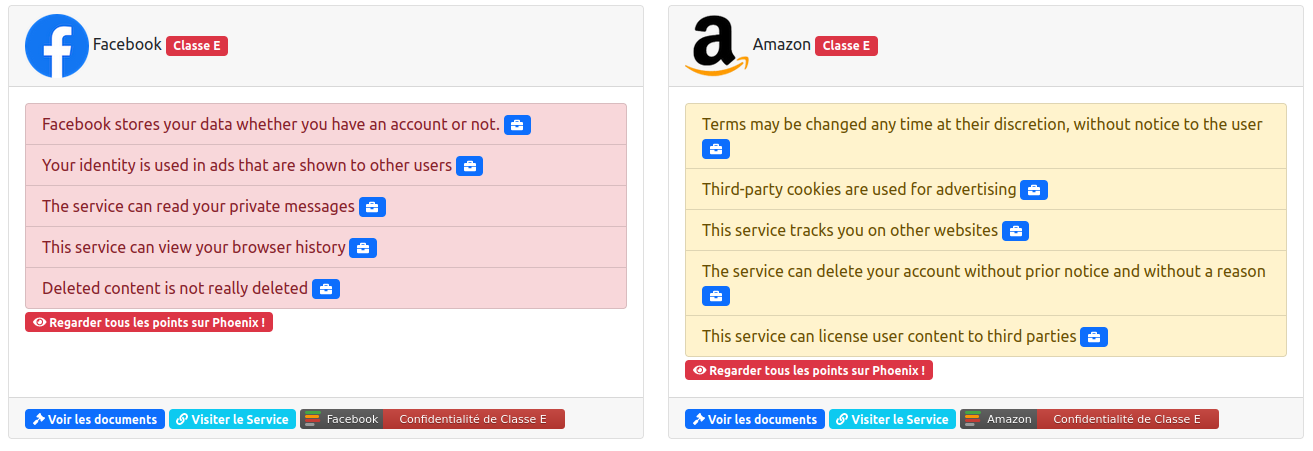 Facebook Classe E
Facebook stores your data whether you have an account or not.
Your identity is used in ads that are shown to other users
The service can read your private messages
This service can view your browser history
Deleted content is not really deleted
Regarder tous les points sur Phoenix !
Voir les documents Visiter le Service Facebook Confidentialité de Classe E
Amazon Classe E
Terms may be changed any time at their discretion, without notice to the user
Third-party cookies are used for advertising
This service tracks you on other websites
The service can delete your account without prior notice and without a reason
This service can license user content to third parties
Regarder tous les points sur Phoenix !
Voir les documents Visiter le Service Amazon Confidentialité de Classe E